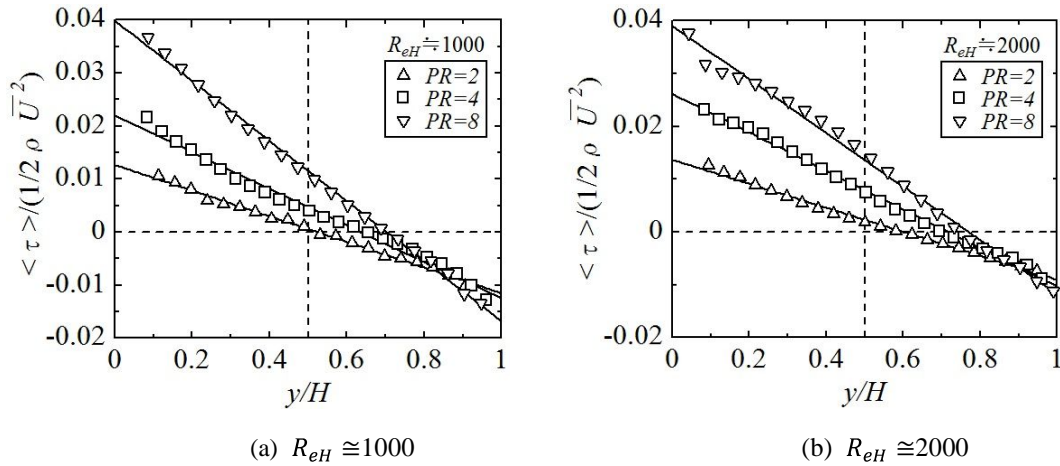 0.04
0.03
0.02
0.01
0
-0.01
-0.02
< τ >/(1/2 ρ U̅ ²)
R_eH≒1000
△ PR=2
□ PR=4
▽ PR=8
0 0.2 0.4 0.6 0.8 1
y/H
(a) R_eH ≅1000
0.04
0.02
0
-0.02
< τ >/(1/2 ρ U̅ ²)
R_eH≒2000
△ PR=2
□ PR=4
▽ PR=8
0 0.2 0.4 0.6 0.8 1
y/H
(b) R_eH ≅2000